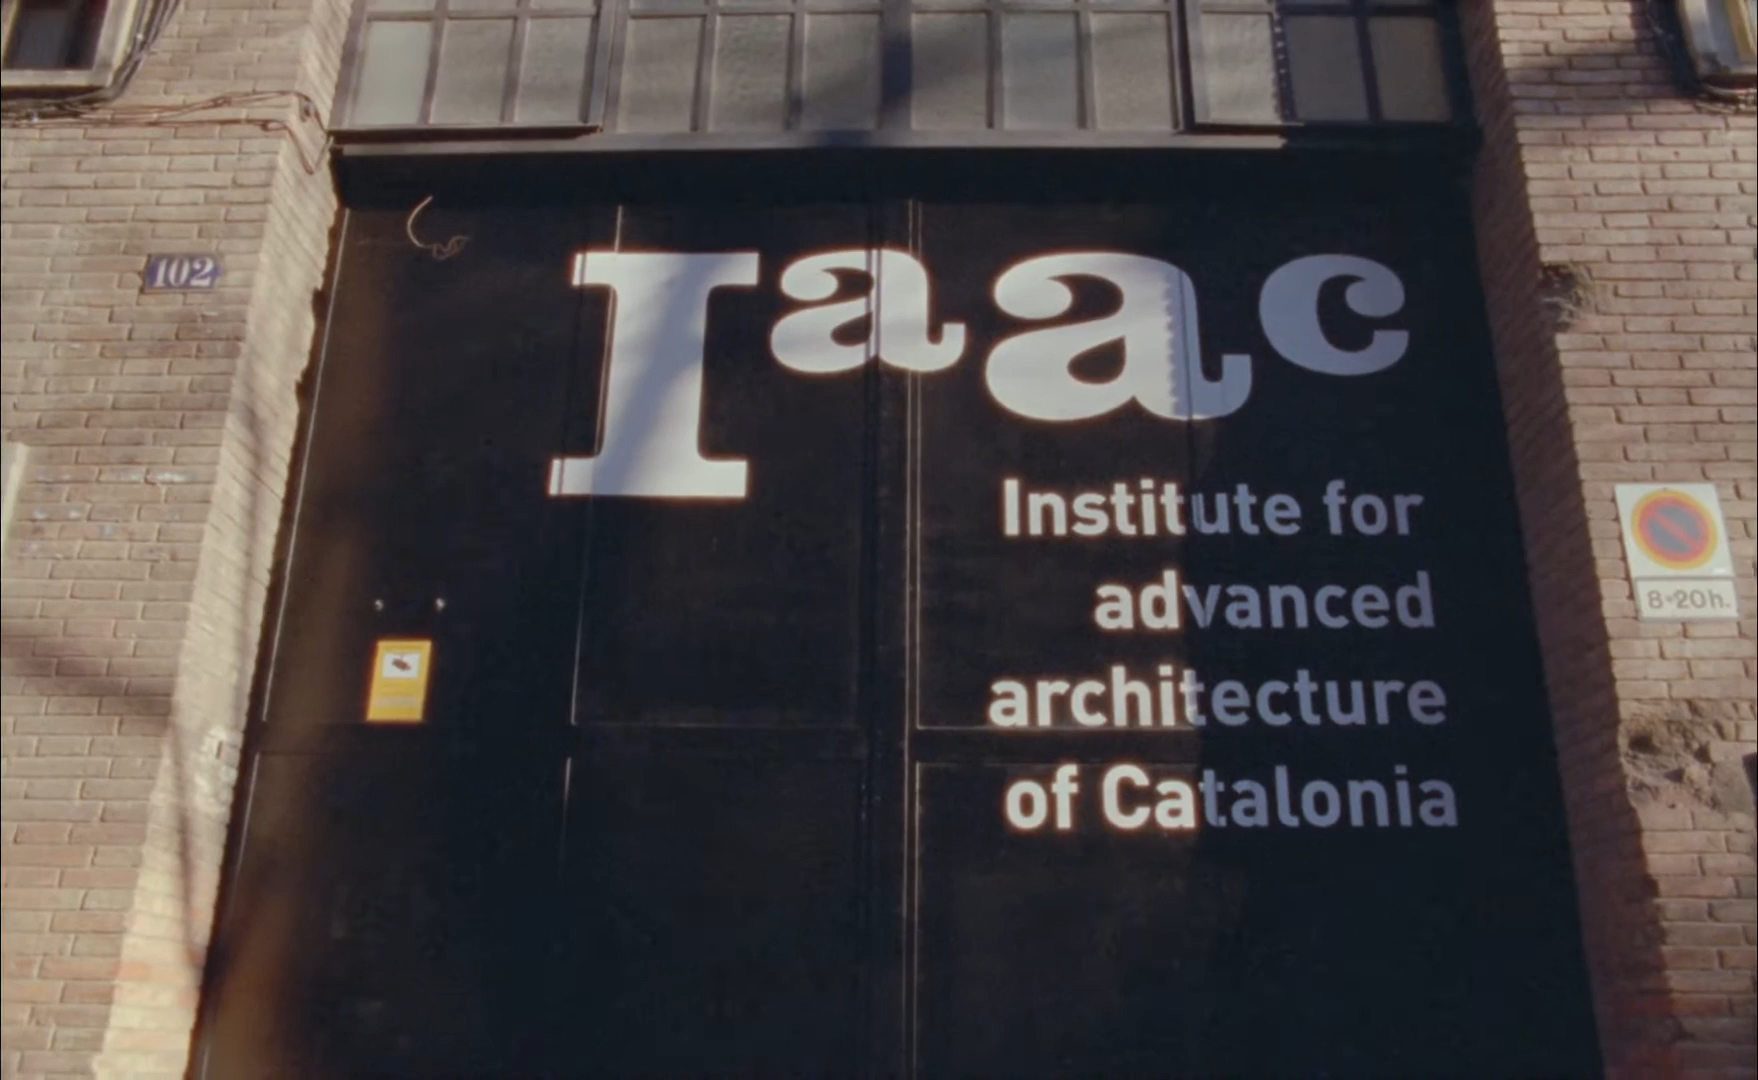 102
Iaac
Institute for
advanced
architecture
of Catalonia
8-20h.